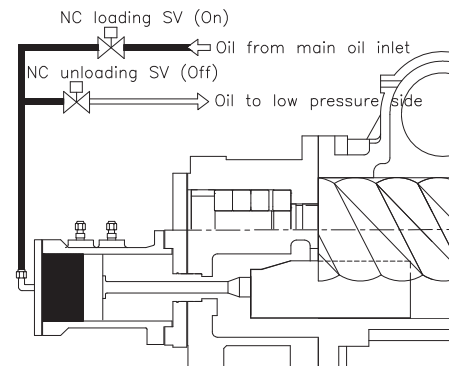 NC loading SV (On)
Oil from main oil inlet
NC unloading SV (Off)
Oil to low pressure side